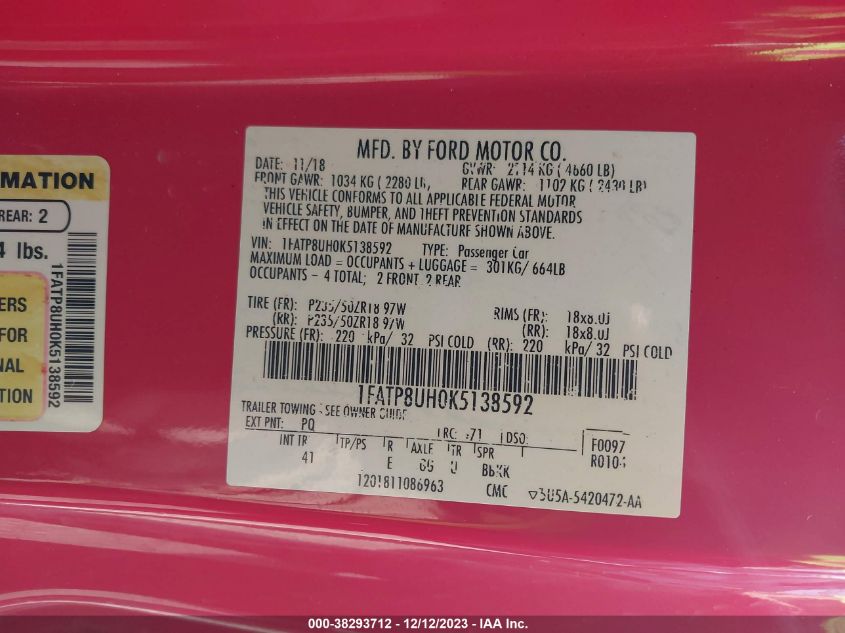 MFD. BY FORD MOTOR CO.
DATE: 11/18 GVWR: 2114 KG ( 4660 LB)
FRONT GAWR: 1034 KG ( 2280 LB) REAR GAWR: 1102 KG ( 2430 LB)
THIS VEHICLE CONFORMS TO ALL APPLICABLE FEDERAL MOTOR
VEHICLE SAFETY, BUMPER, AND THEFT PREVENTION STANDARDS
IN EFFECT ON THE DATE OF MANUFACTURE SHOWN ABOVE.
VIN: 1FATP8UH0K5138592 TYPE: Passenger Car
MAXIMUM LOAD = OCCUPANTS + LUGGAGE = 301KG/ 664LB
OCCUPANTS - 4 TOTAL; 2 FRONT, 2 REAR
TIRE (FR): P235/50ZR18 97W RIMS (FR): 18x8.0J
(RR): P235/50ZR18 97W (RR): 18x8.0J
PRESSURE (FR): 220 kPa/ 32 PSI COLD (RR): 220 kPa/ 32 PSI COLD
1FATP8UH0K5138592
TRAILER TOWING - SEE OWNER GUIDE
EXT PNT: PQ RC: 71 DSO: F0097
INT TR TP/PS R AXLE TR SPR
41 E U
1201811086963 CMC 3U5A-5420472-AA
MATION
REAR: 2
4 lbs.
ERS
FOR
NAL
TION
1FATP8UH0K5138592
000-38293712 - 12/12/2023 - IAA Inc.